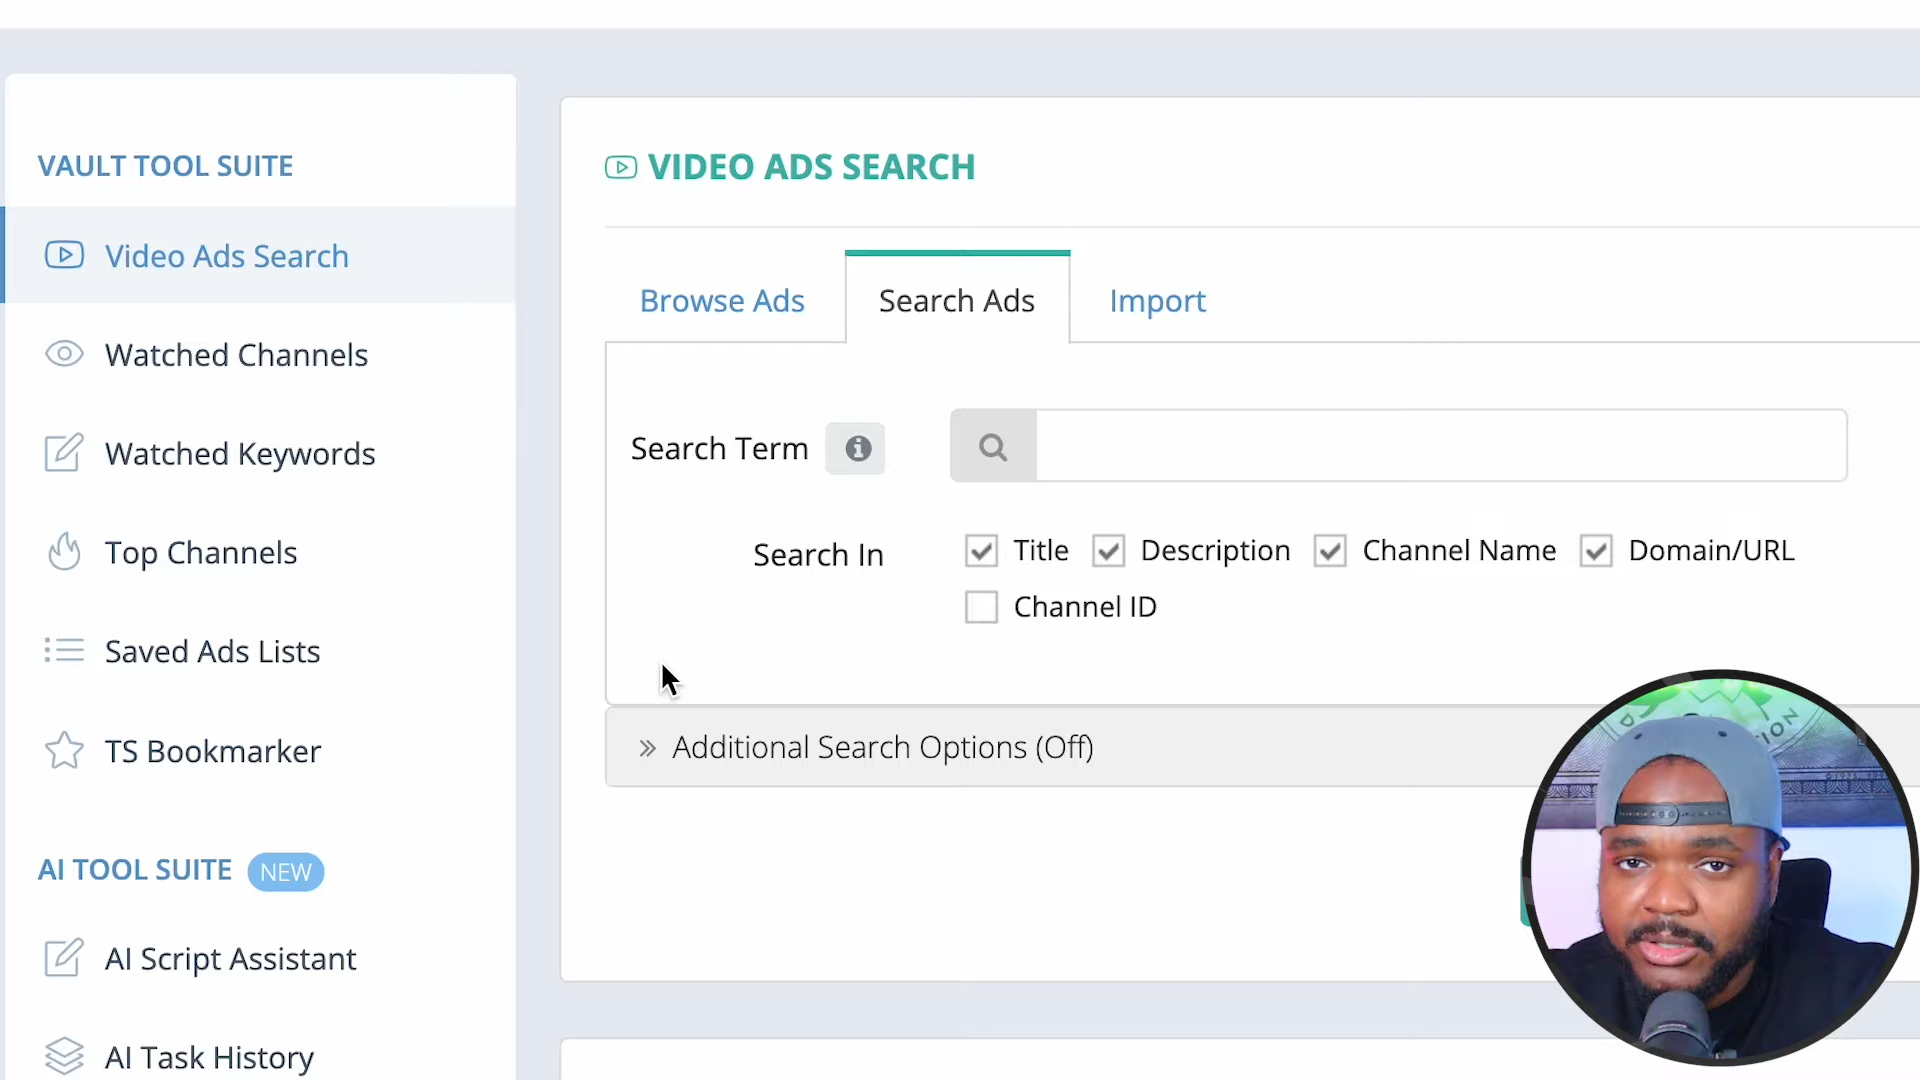 VAULT TOOL SUITE
Video Ads Search
Watched Channels
Watched Keywords
Top Channels
Saved Ads Lists
TS Bookmarker
AI TOOL SUITE NEW
AI Script Assistant
AI Task History
VIDEO ADS SEARCH
Browse Ads
Search Ads
Import
Search Term
Search In
Title
Description
Channel Name
Domain/URL
Channel ID
» Additional Search Options (Off)